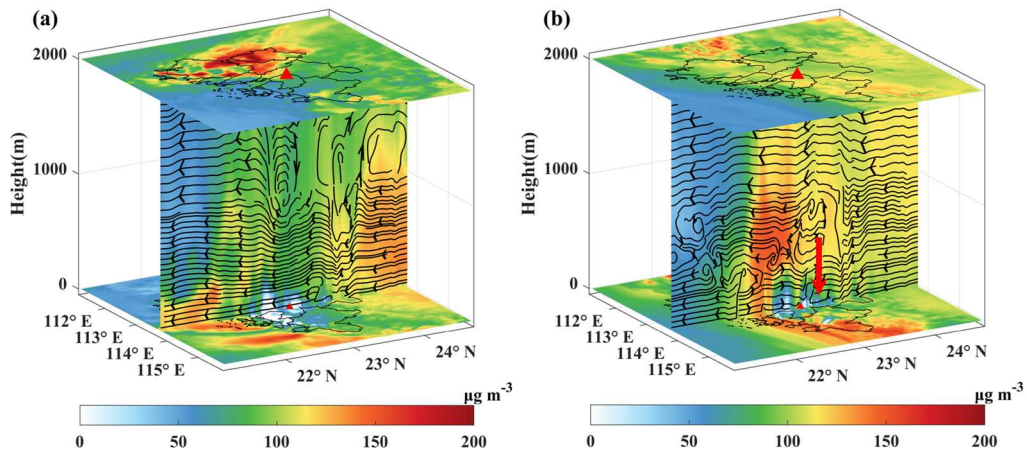 (a)
2000
1000
0
Height(m)
112° E
113° E
114° E
115° E
22° N
23° N
24° N
μg m⁻³
0 50 100 150 200
(b)
2000
1000
0
Height(m)
112° E
113° E
114° E
115° E
22° N
23° N
24° N
μg m⁻³
0 50 100 150 200